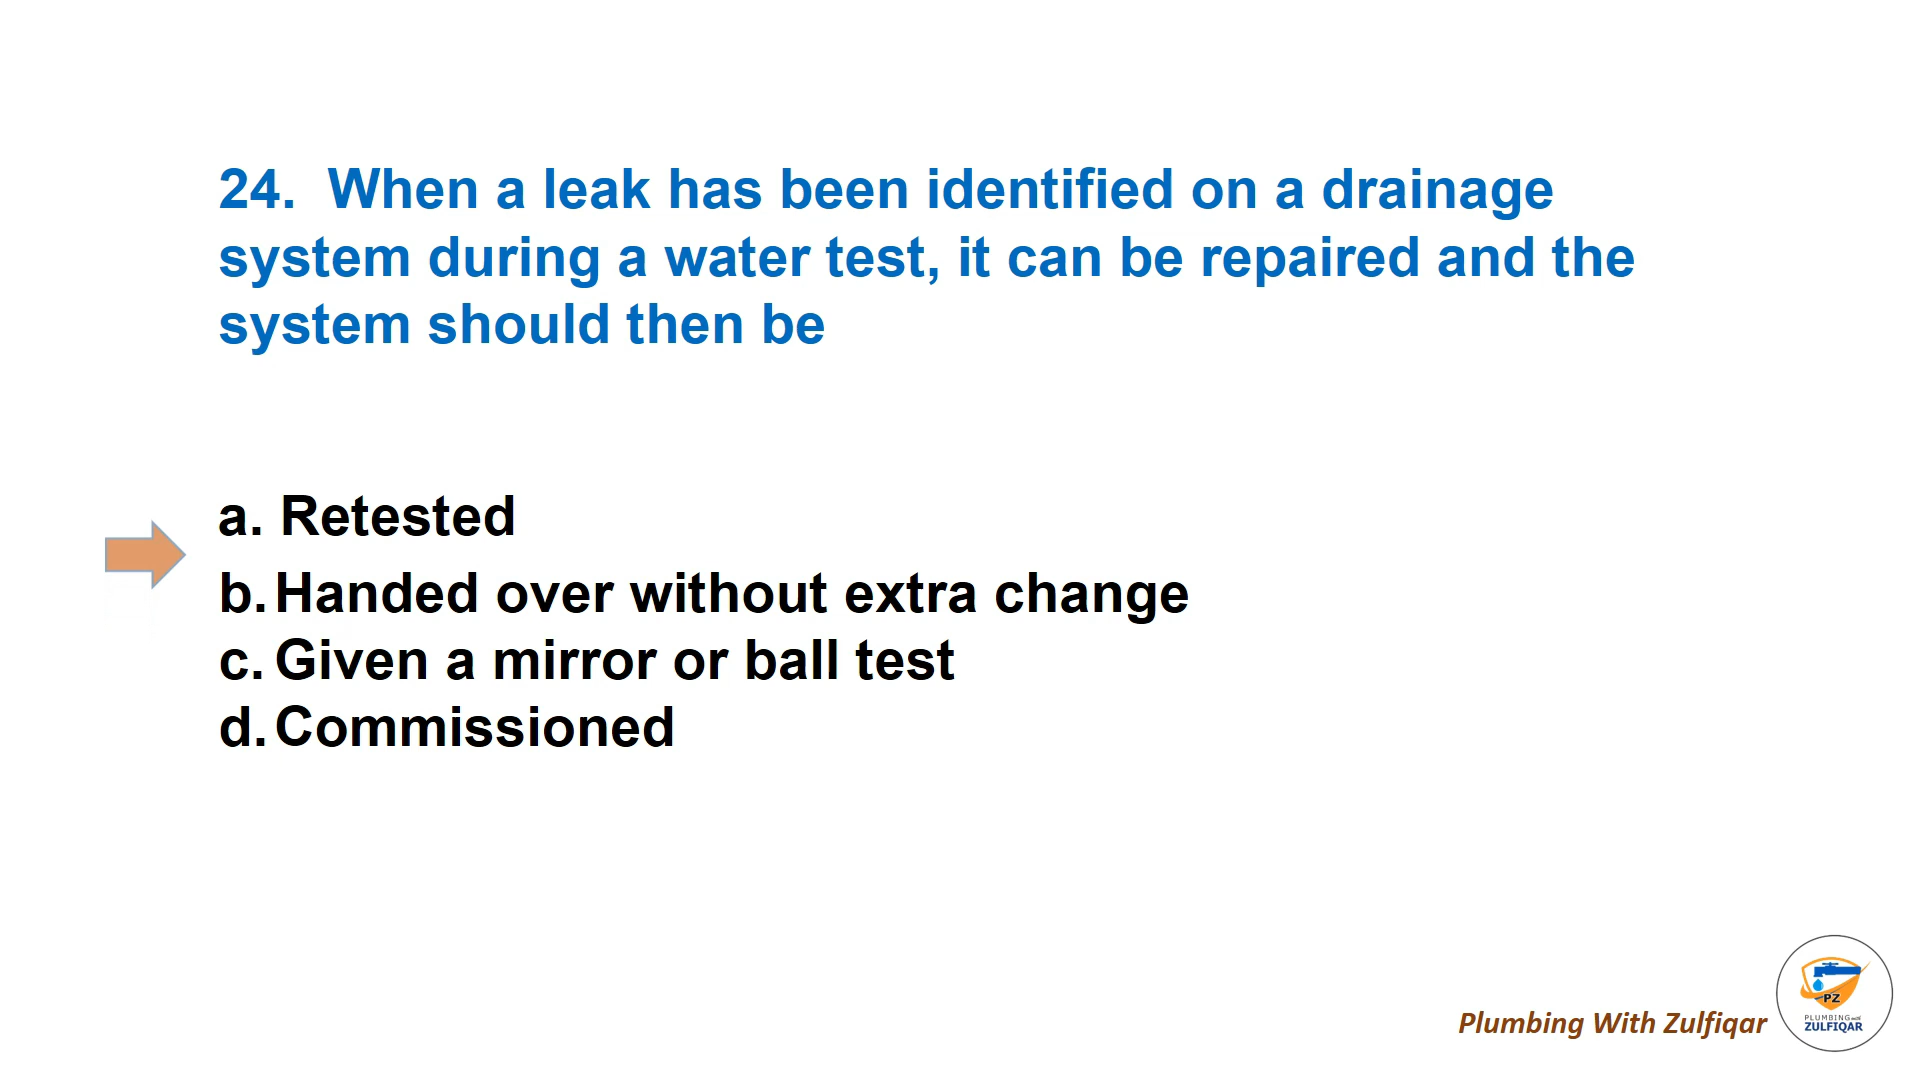 24. When a leak has been identified on a drainage
system during a water test, it can be repaired and the
system should then be
a. Retested
b. Handed over without extra change
c. Given a mirror or ball test
d. Commissioned
Plumbing With Zulfiqar
PZ
PLUMBING with
ZULFIQAR